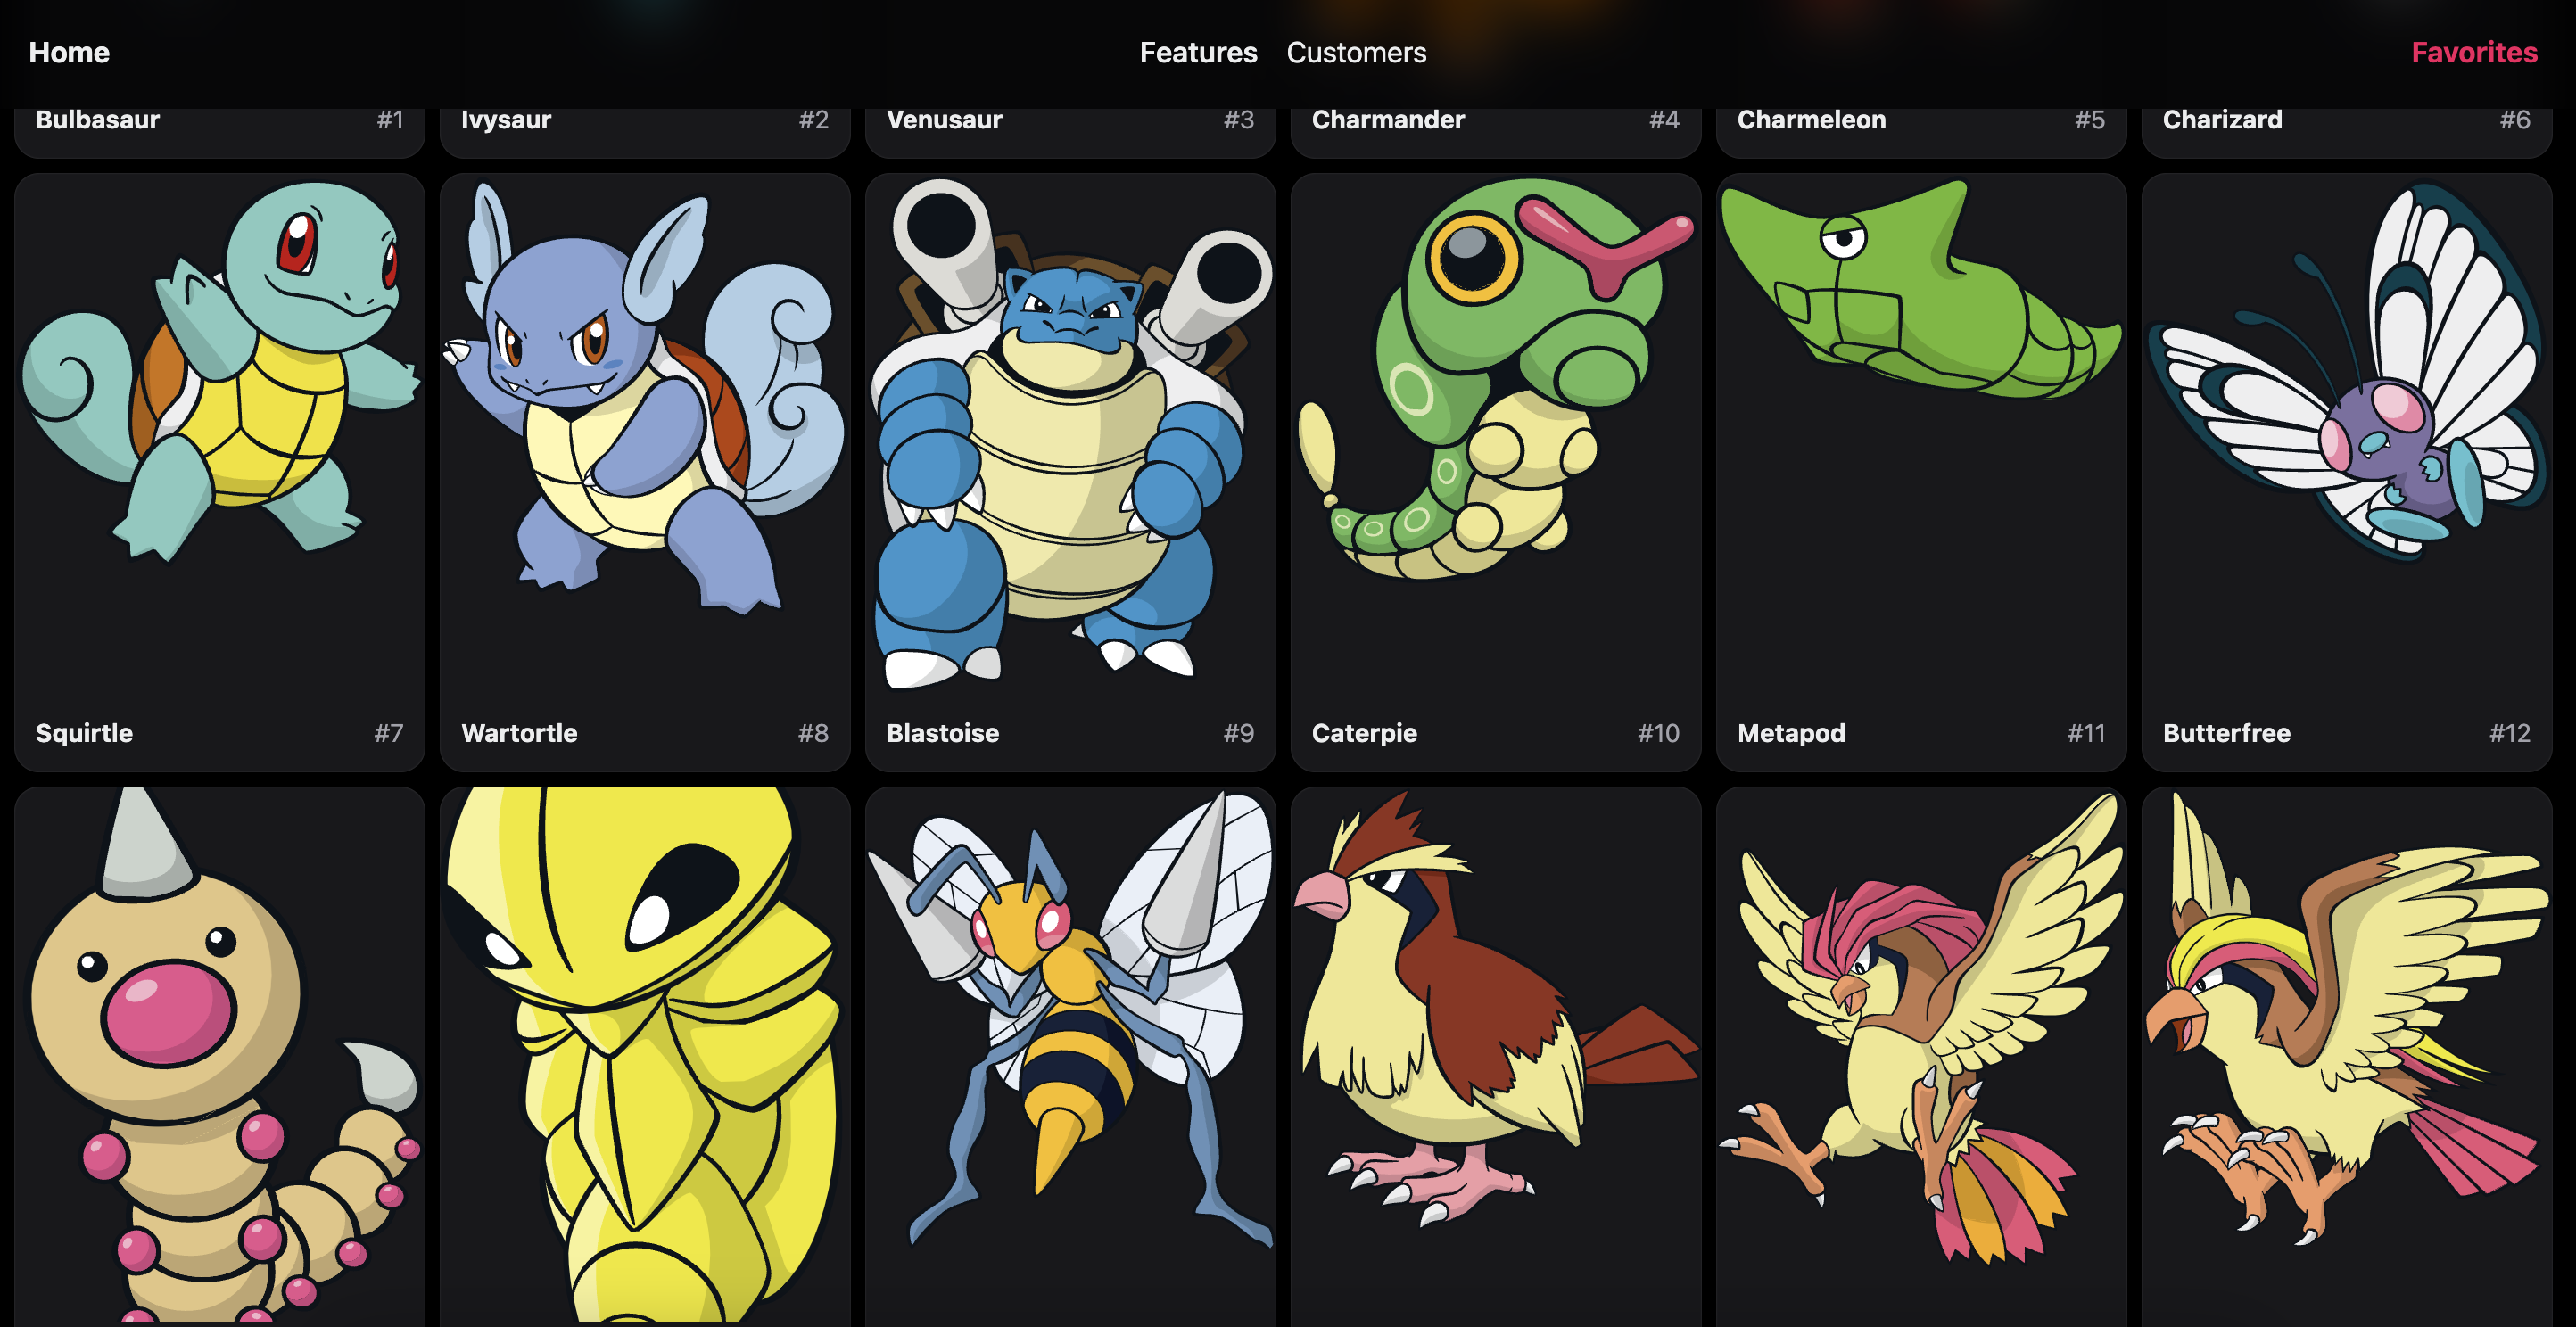 Home Features Customers Favorites
Bulbasaur #1 Ivysaur #2 Venusaur #3 Charmander #4 Charmeleon #5 Charizard #6
Squirtle #7 Wartortle #8 Blastoise #9 Caterpie #10 Metapod #11 Butterfree #12